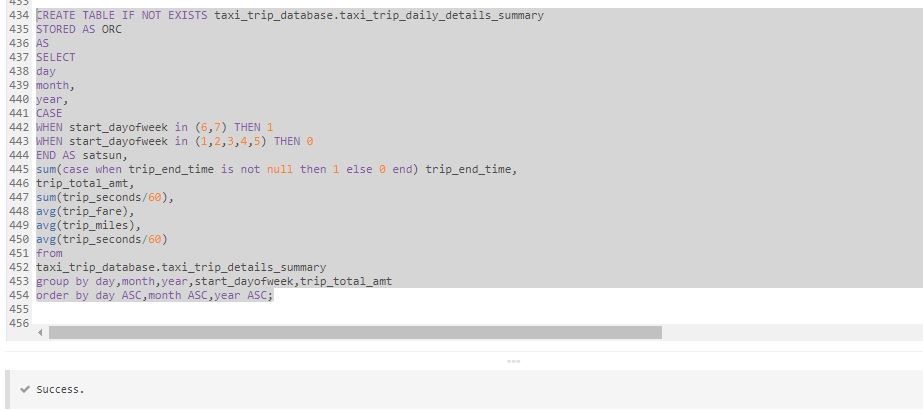 433
434 CREATE TABLE IF NOT EXISTS taxi_trip_database.taxi_trip_daily_details_summary
435 STORED AS ORC
436 AS
437 SELECT
438 day
439 month,
440 year,
441 CASE
442 WHEN start_dayofweek in (6,7) THEN 1
443 WHEN start_dayofweek in (1,2,3,4,5) THEN 0
444 END AS satsun,
445 sum(case when trip_end_time is not null then 1 else 0 end) trip_end_time,
446 trip_total_amt,
447 sum(trip_seconds/60),
448 avg(trip_fare),
449 avg(trip_miles),
450 avg(trip_seconds/60)
451 from
452 taxi_trip_database.taxi_trip_details_summary
453 group by day,month,year,start_dayofweek,trip_total_amt
454 order by day ASC,month ASC,year ASC;
455
456
Success.